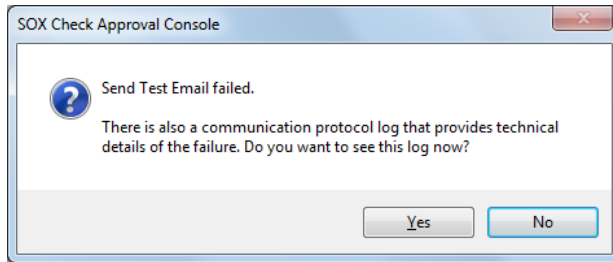 SOX Check Approval Console
Send Test Email failed.
There is also a communication protocol log that provides technical
details of the failure. Do you want to see this log now?
Yes
No